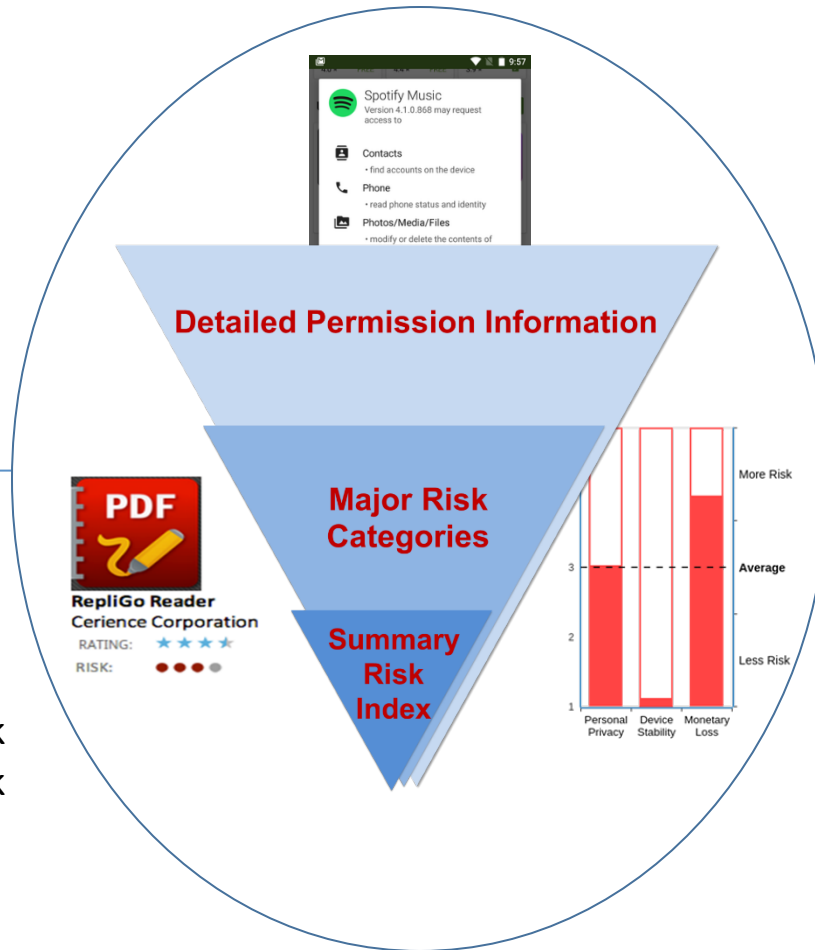 9:57
Spotify Music
Version 4.1.0.868 may request
access to
Contacts
• find accounts on the device
Phone
• read phone status and identity
Photos/Media/Files
• modify or delete the contents of
Detailed Permission Information
Major Risk
Categories
Summary
Risk
Index
PDF
RepliGo Reader
Cerience Corporation
RATING:
RISK:
More Risk
3
Average
2
Less Risk
1
Personal
Privacy
Device
Stability
Monetary
Loss
k
k